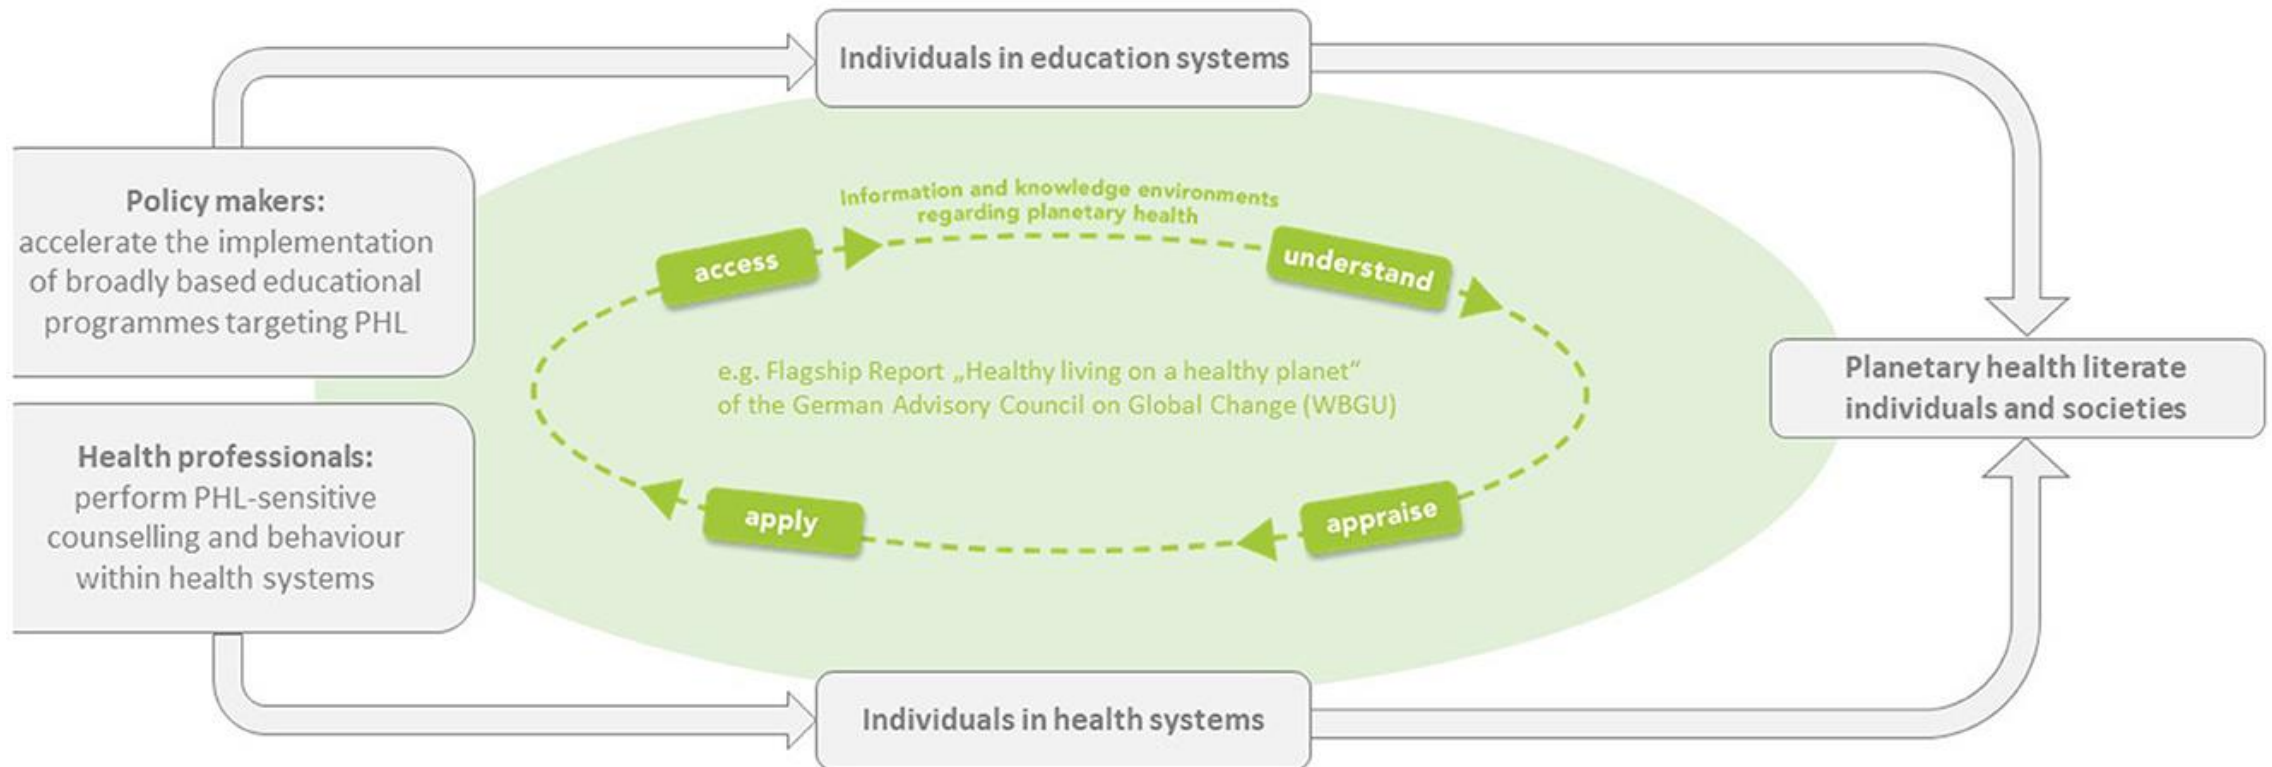 Individuals in education systems
Policy makers:
accelerate the implementation
of broadly based educational
programmes targeting PHL
Information and knowledge environments
regarding planetary health
access
understand
e.g. Flagship Report „Healthy living on a healthy planet“
of the German Advisory Council on Global Change (WBGU)
Planetary health literate
individuals and societies
Health professionals:
perform PHL-sensitive
counselling and behaviour
within health systems
apply
appraise
Individuals in health systems